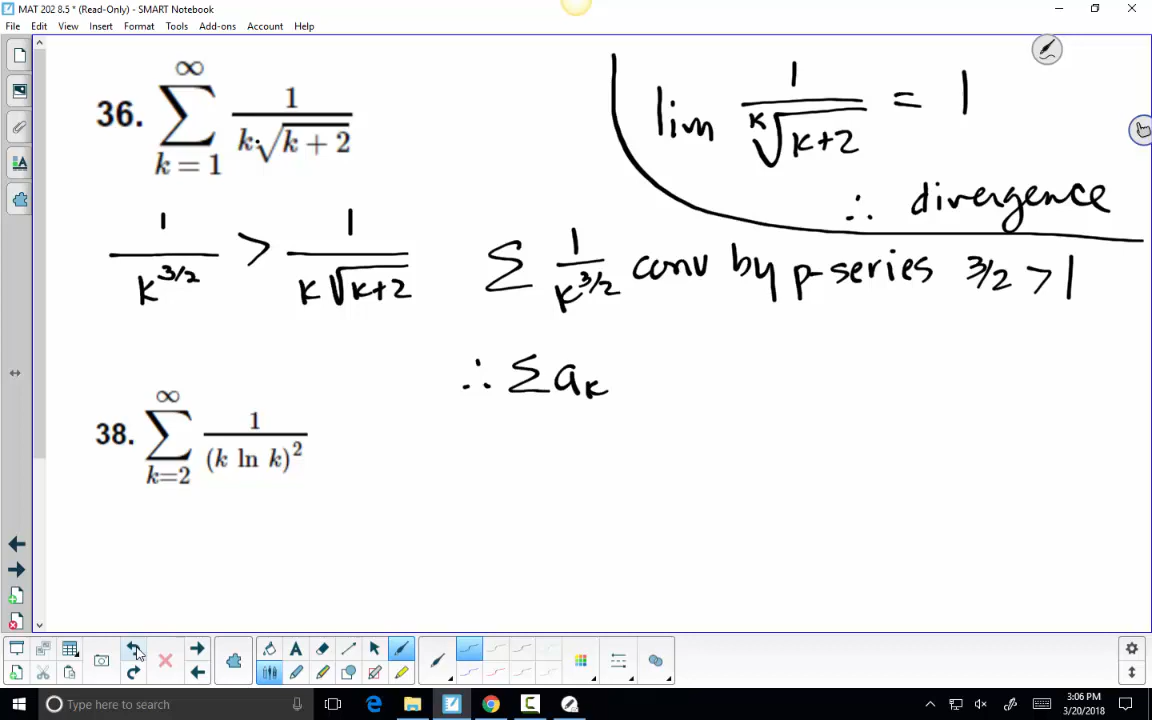 MAT 202 8.5 * (Read-Only) - SMART Notebook
File Edit View Insert Format Tools Add-ons Account Help
36. ∑_{k = 1}^{∞} 1/(k·√(k + 2))
lim 1/ᵏ√(k+2) = 1
∴ divergence
1/k^{3/2} > 1/(k√(k+2)) Σ 1/k^{3/2} conv by p-series 3/2 > 1
∴ Σ aₖ
38. ∑_{k=2}^{∞} 1/(k ln k)²
Type here to search
3:06 PM
3/20/2018